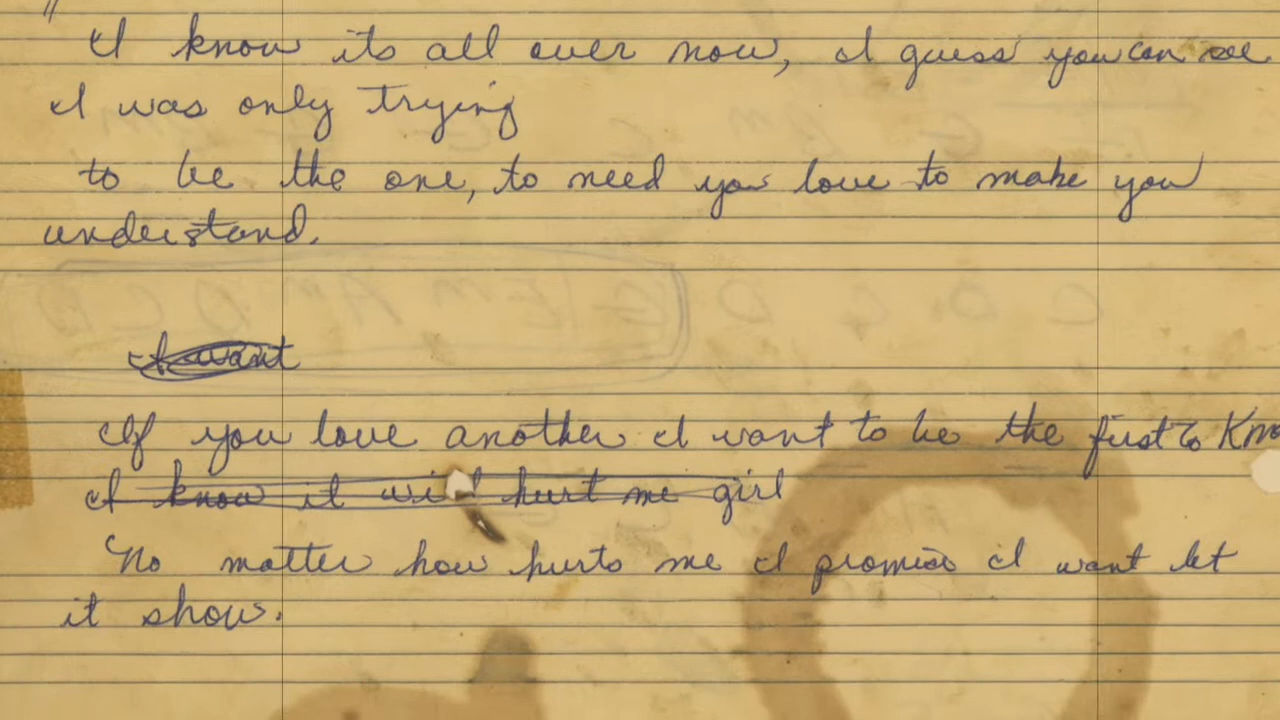 I know its all over now, I guess you can see
I was only trying
to be the one, to need you love to make you
understand.
I want
If you love another I want to be the first to Kno
I know it will hurt me girl
No matter how hurts me I promise I want let
it show.